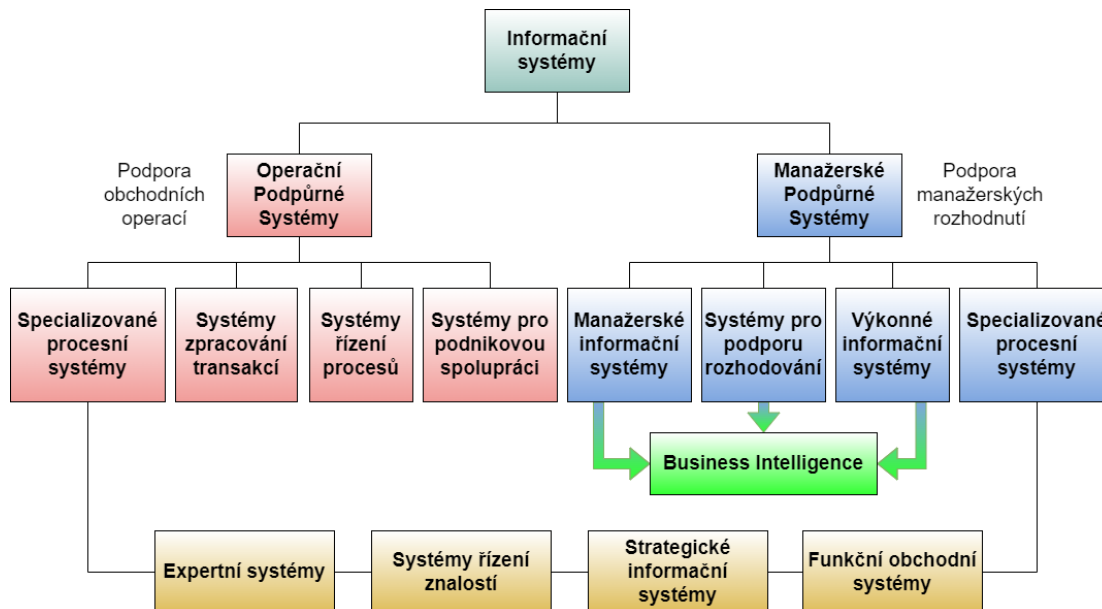 Informační
systémy
Podpora
obchodních
operací
Operační
Podpůrné
Systémy
Manažerské
Podpůrné
Systémy
Podpora
manažerských
rozhodnutí
Specializované
procesní
systémy
Systémy
zpracování
transakcí
Systémy
řízení
procesů
Systémy pro
podnikovou
spolupráci
Manažerské
informační
systémy
Systémy pro
podporu
rozhodování
Výkonné
informační
systémy
Specializované
procesní
systémy
Business Intelligence
Expertní systémy
Systémy řízení
znalostí
Strategické
informační
systémy
Funkční obchodní
systémy